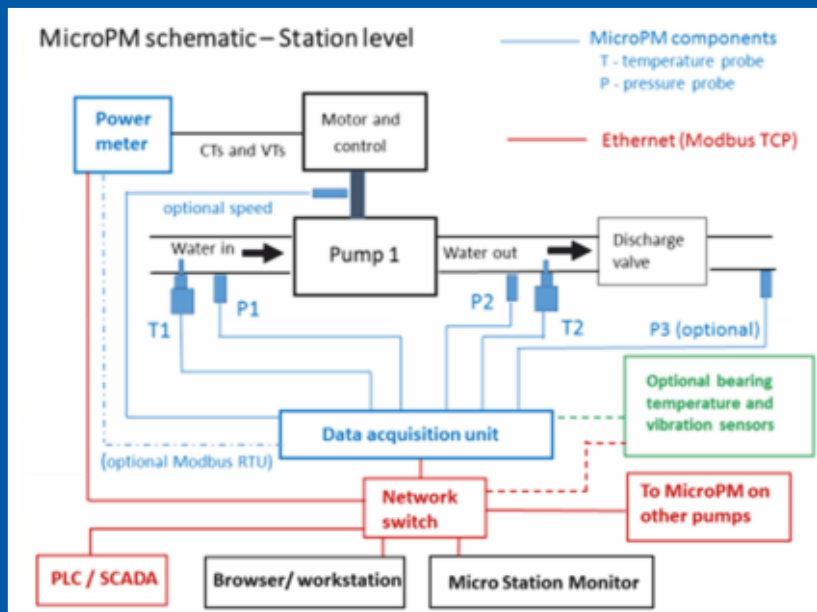 MicroPM schematic – Station level
MicroPM components
T - temperature probe
P - pressure probe
Ethernet (Modbus TCP)
Power
meter
CTs and VTs
Motor and
control
optional speed
Water in
Pump 1
Water out
Discharge
valve
T1
P1
P2
T2
P3 (optional)
Optional bearing
temperature and
vibration sensors
Data acquisition unit
(optional Modbus RTU)
Network
switch
To MicroPM on
other pumps
PLC / SCADA
Browser/ workstation
Micro Station Monitor